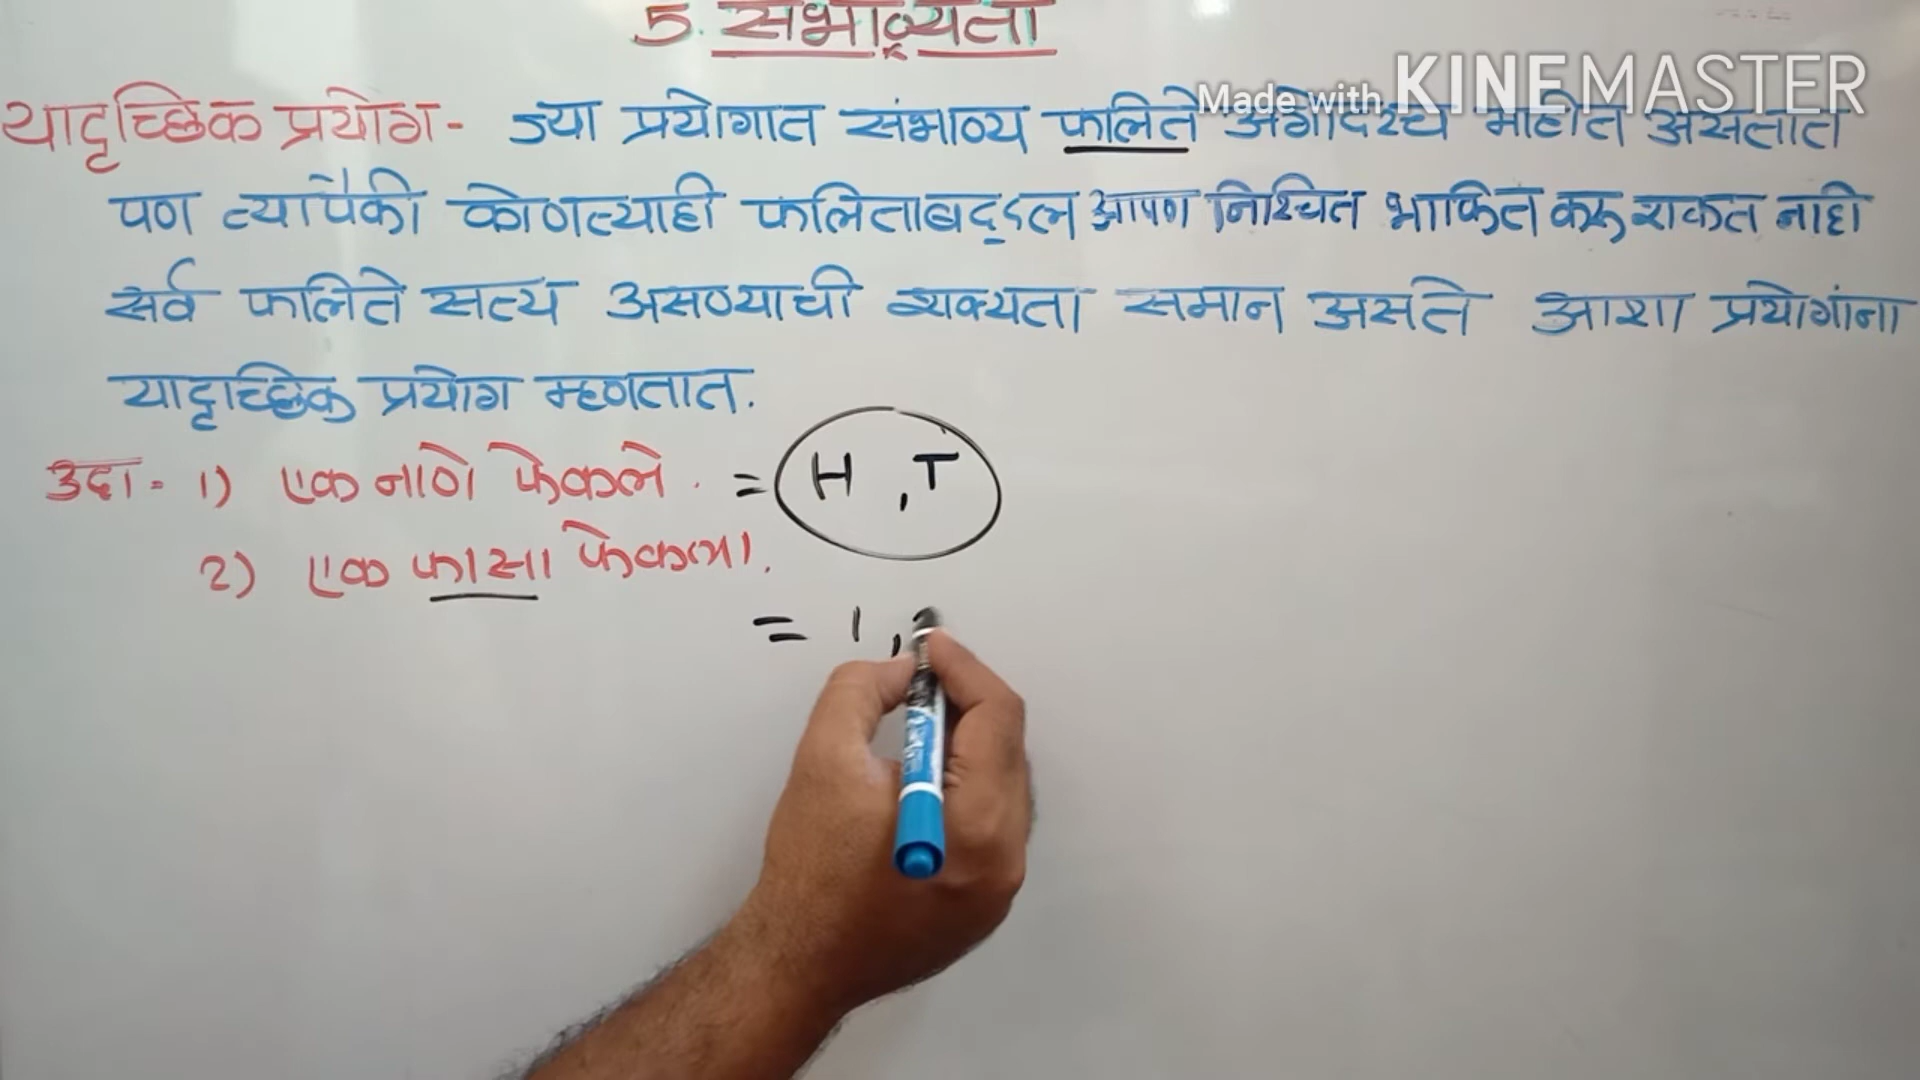 5. संभाव्यता
Made with KINEMASTER
यादृच्छिक प्रयोग - ज्या प्रयोगात संभाव्य फलिते अगोदरच माहीत असतात
पण त्यापैकी कोणत्याही फलिताबद्दल आपण निश्चित भाकित करू शकत नाही
सर्व फलिते सत्य असण्याची शक्यता समान असते आशा प्रयोगांना
यादृच्छिक प्रयोग म्हणतात.
उदा - 1) एक नाणे फेकले. = H, T
2) एक फासा फेकला.
= 1,